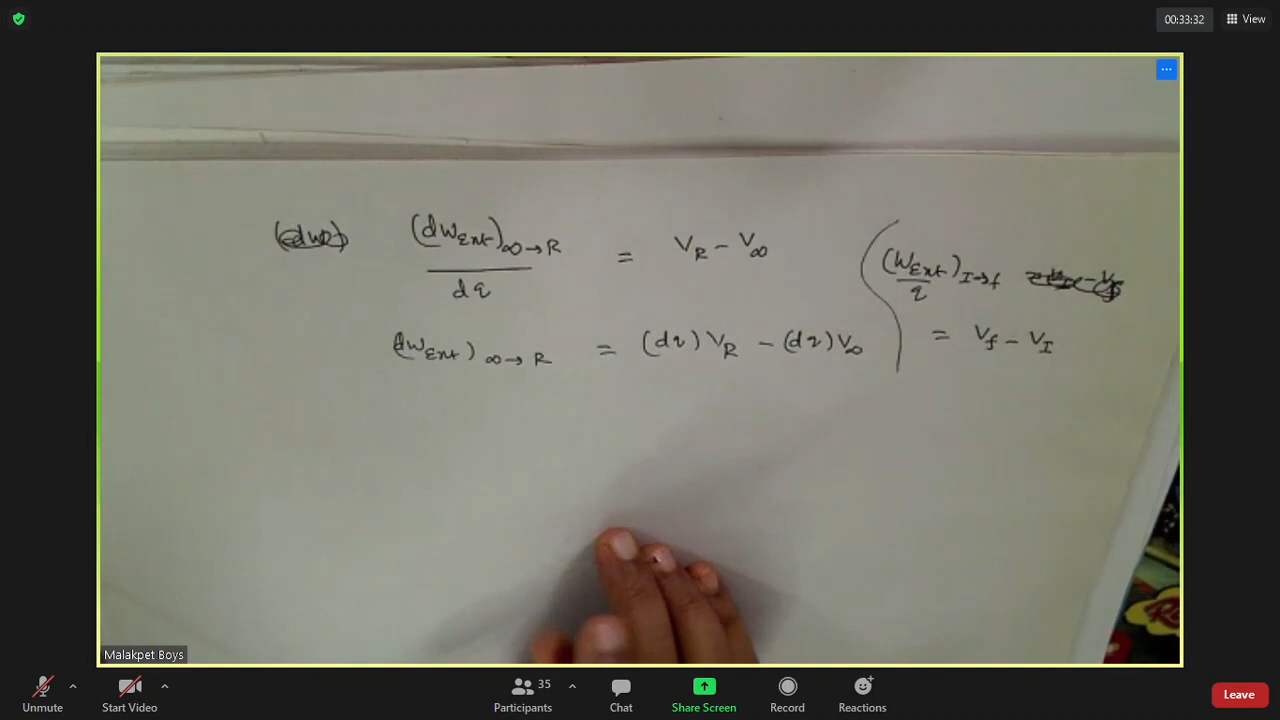 00:33:32 View
(dW_Ext)_∞→R / dq = V_R − V_∞
(dW_Ext)_∞→R = (dq) V_R − (dq) V_∞
(W_Ext)_I→f / q
= V_f − V_I
Malakpet Boys
Unmute Start Video Participants 35 Chat Share Screen Record Reactions Leave